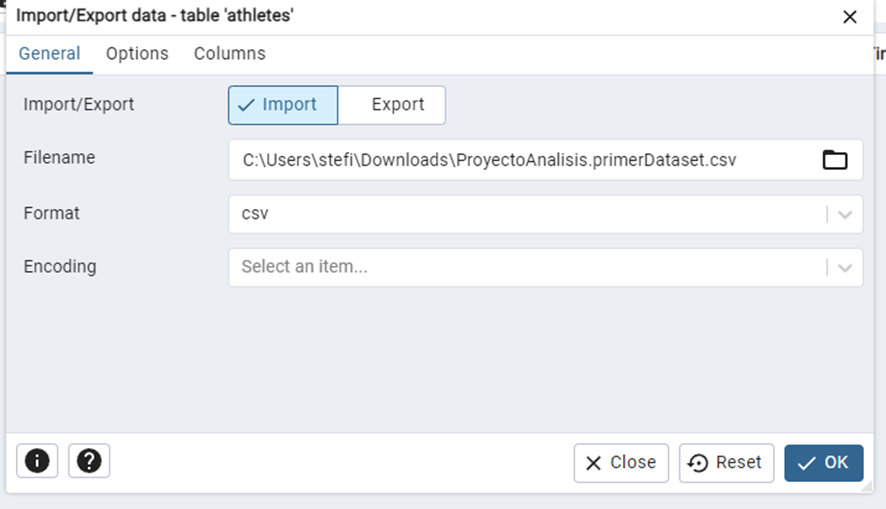 Import/Export data - table 'athletes'
General Options Columns
Import/Export Import Export
Filename C:\Users\stefi\Downloads\ProyectoAnalisis.primerDataset.csv
Format csv
Encoding Select an item...
Close Reset OK